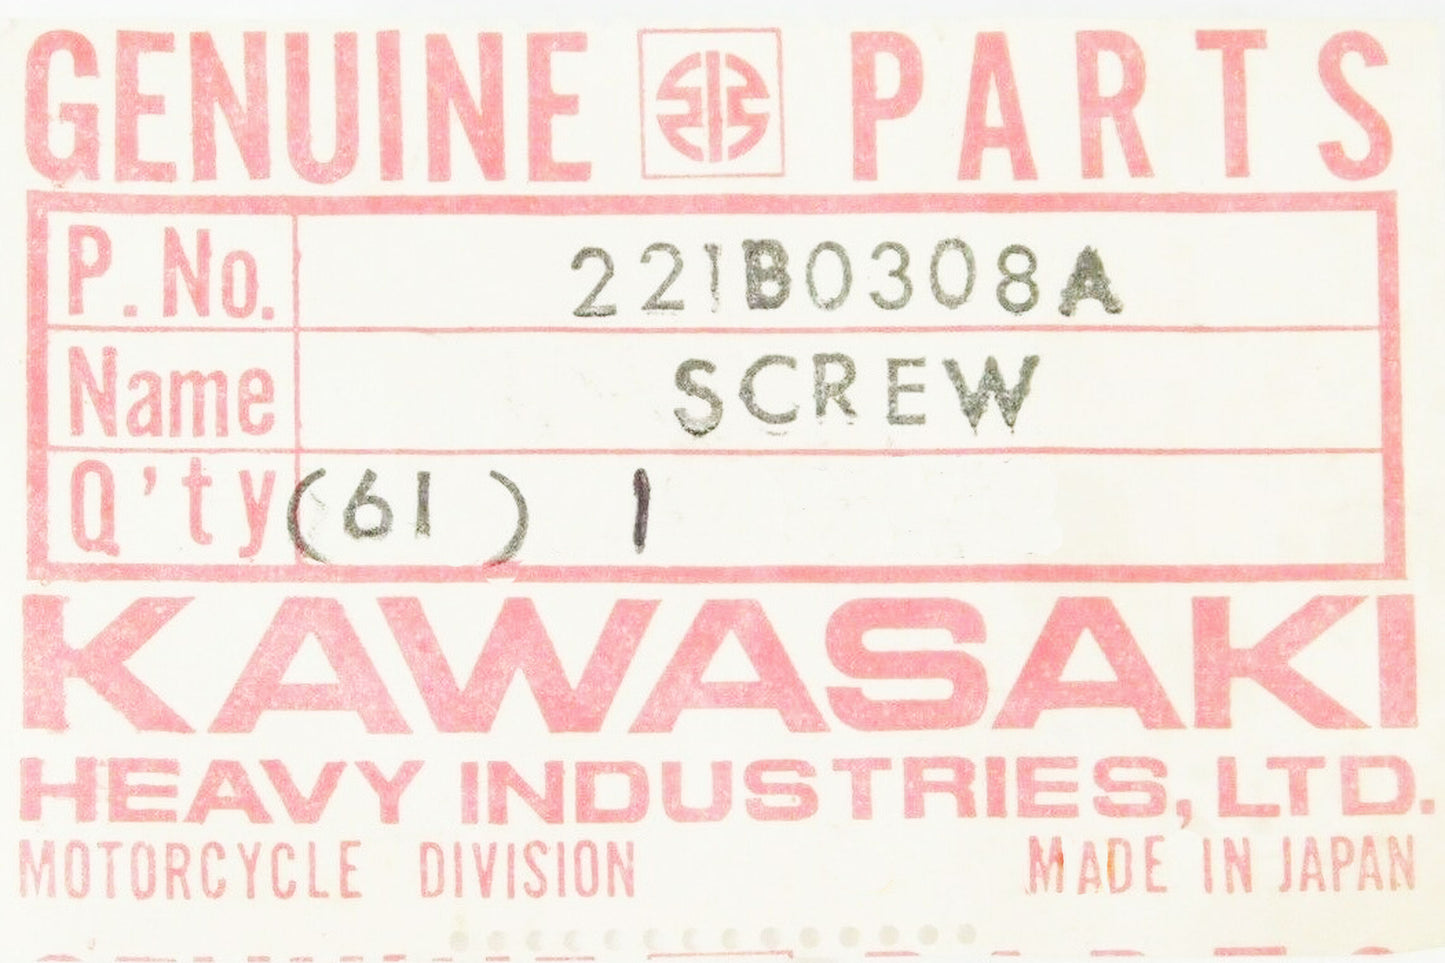 GENUINE PARTS
P. No. 221B0308A
Name SCREW
Q'ty (61 ) 1
KAWASAKI
HEAVY INDUSTRIES, LTD.
MOTORCYCLE DIVISION MADE IN JAPAN